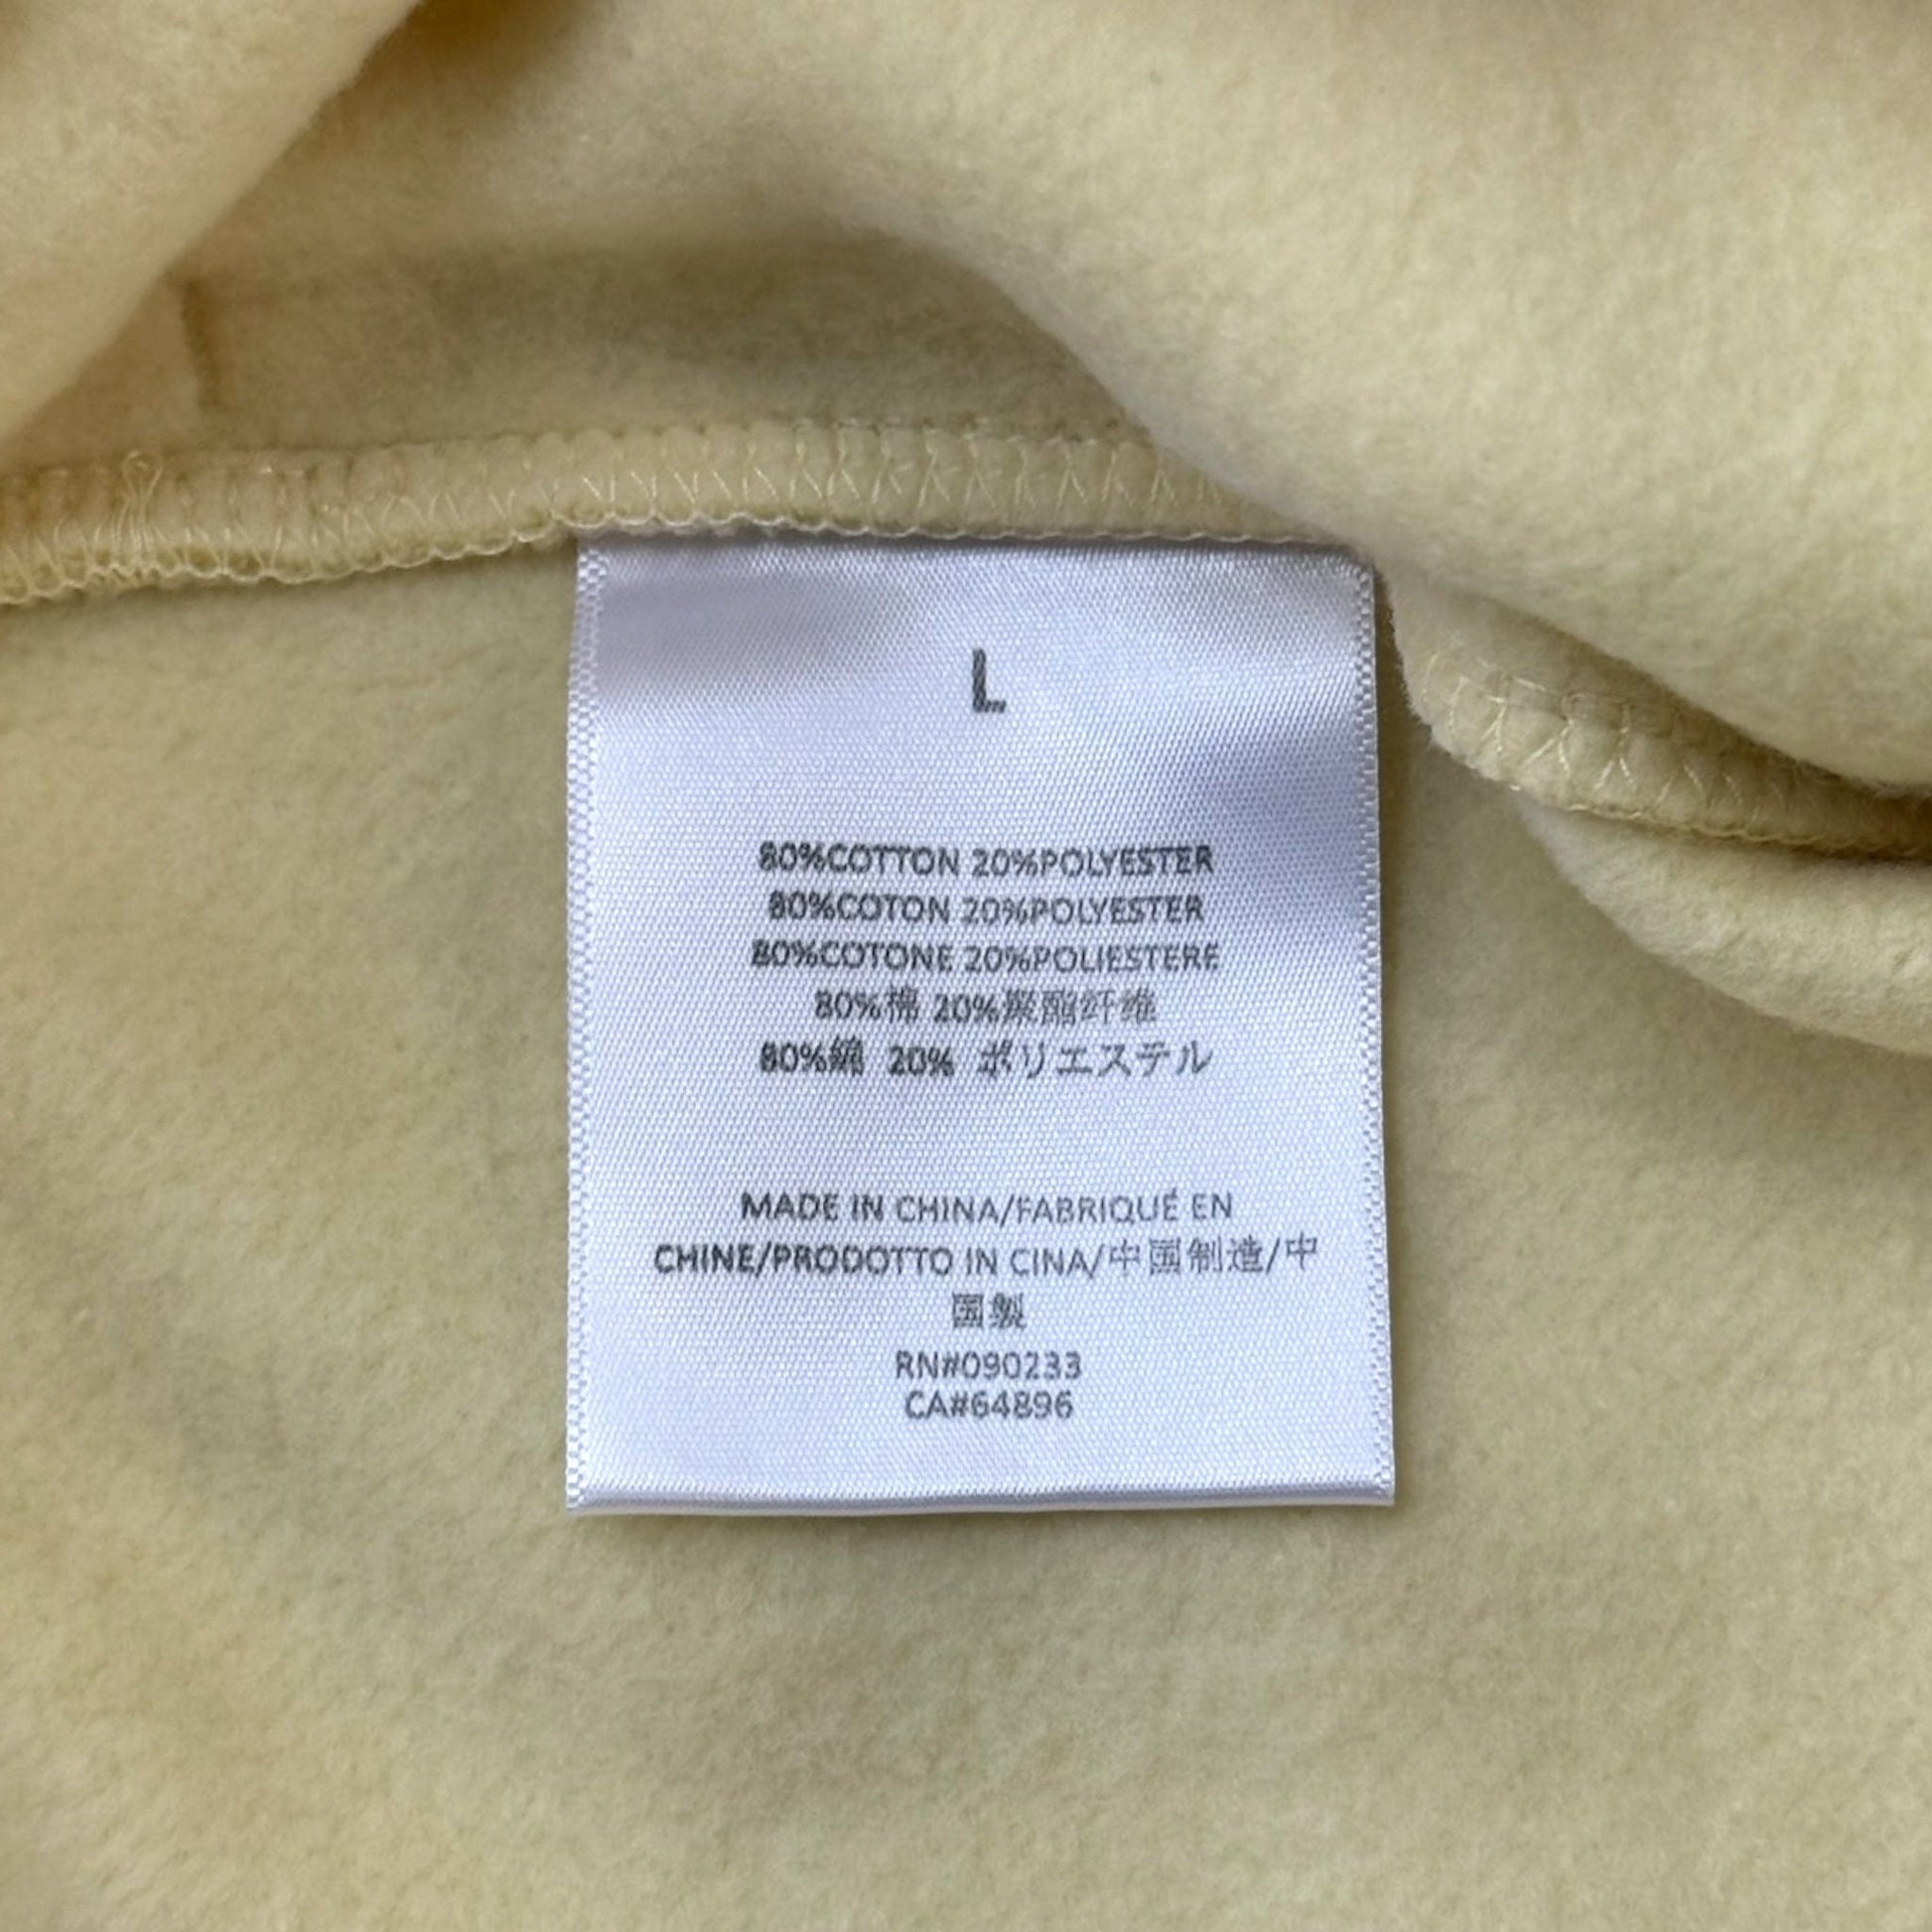 L
80%COTTON 20%POLYESTER
80%COTON 20%POLYESTER
80%COTONE 20%POLIESTERE
80%棉 20%聚酯纤维
80%綿 20% ポリエステル
MADE IN CHINA/FABRIQUÉ EN
CHINE/PRODOTTO IN CINA/中国制造/中
国製
RN#090233
CA#64896